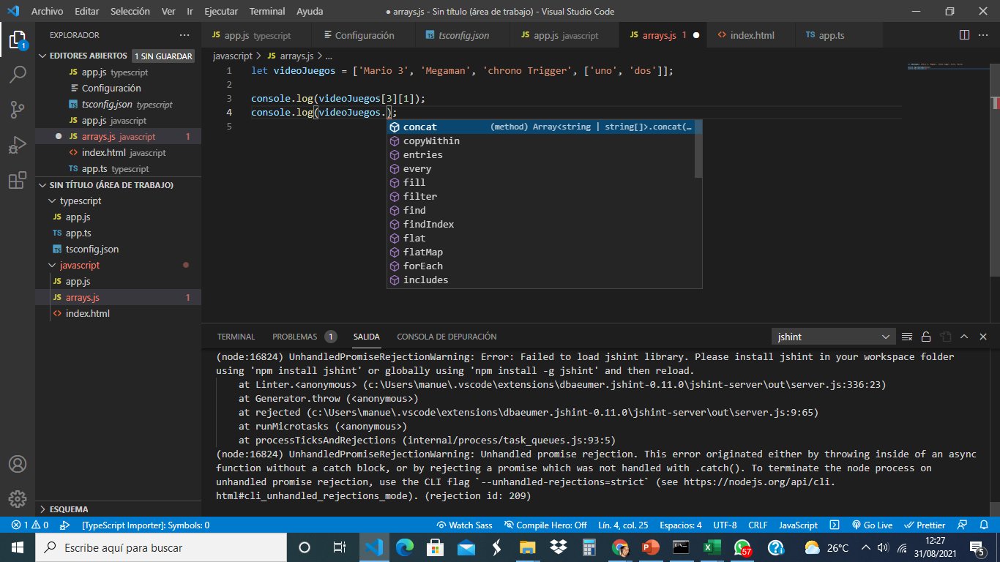 Archivo Editar Selección Ver Ir Ejecutar Terminal Ayuda ● arrays.js - Sin título (área de trabajo) - Visual Studio Code
EXPLORADOR ...
1
EDITORES ABIERTOS 1 SIN GUARDAR
JS app.js typescript
Configuración
TS tsconfig.json typescript
JS app.js javascript
● JS arrays.js javascript 1
<> index.html javascript
TS app.ts typescript
SIN TÍTULO (ÁREA DE TRABAJO)
typescript
JS app.js
TS app.ts
TS tsconfig.json
javascript
JS app.js
JS arrays.js 1
<> index.html
ESQUEMA
JS app.js typescript Configuración TS tsconfig.json JS app.js javascript JS arrays.js 1 ● <> index.html TS app.ts ...
javascript > JS arrays.js > ...
1 let videoJuegos = ['Mario 3', 'Megaman', 'chrono Trigger', ['uno', 'dos']];
2
3 console.log(videoJuegos[3][1]);
4 console.log(videoJuegos.);
5
concat (method) Array<string | string[]>.concat(…
copyWithin
entries
every
fill
filter
find
findIndex
flat
flatMap
forEach
includes
TERMINAL PROBLEMAS 1 SALIDA CONSOLA DE DEPURACIÓN jshint
(node:16824) UnhandledPromiseRejectionWarning: Error: Failed to load jshint library. Please install jshint in your workspace folder
using 'npm install jshint' or globally using 'npm install -g jshint' and then reload.
at Linter.<anonymous> (c:\Users\manue\.vscode\extensions\dbaeumer.jshint-0.11.0\jshint-server\out\server.js:336:23)
at Generator.throw (<anonymous>)
at rejected (c:\Users\manue\.vscode\extensions\dbaeumer.jshint-0.11.0\jshint-server\out\server.js:9:65)
at runMicrotasks (<anonymous>)
at processTicksAndRejections (internal/process/task_queues.js:93:5)
(node:16824) UnhandledPromiseRejectionWarning: Unhandled promise rejection. This error originated either by throwing inside of an async
function without a catch block, or by rejecting a promise which was not handled with .catch(). To terminate the node process on
unhandled promise rejection, use the CLI flag `--unhandled-rejections=strict` (see https://nodejs.org/api/cli.
html#cli_unhandled_rejections_mode). (rejection id: 209)
1 0 [TypeScript Importer]: Symbols: 0 Watch Sass Compile Hero: Off Lín. 4, col. 25 Espacios: 4 UTF-8 CRLF JavaScript Go Live Prettier
Escribe aquí para buscar 57 26°C 12:27
31/08/2021 5